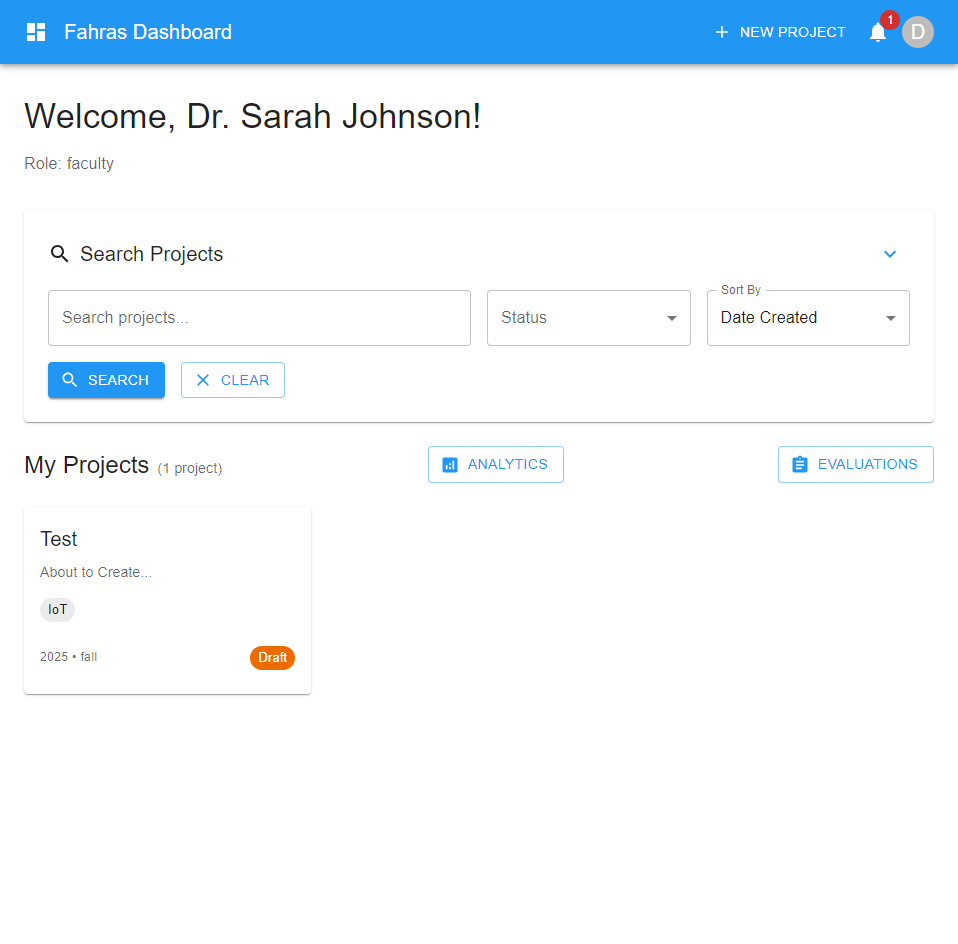 Fahras Dashboard
NEW PROJECT
1
D
Welcome, Dr. Sarah Johnson!
Role: faculty
Search Projects
Search projects...
Status
Sort By
Date Created
SEARCH
CLEAR
My Projects (1 project)
ANALYTICS
EVALUATIONS
Test
About to Create...
IoT
2025 • fall
Draft